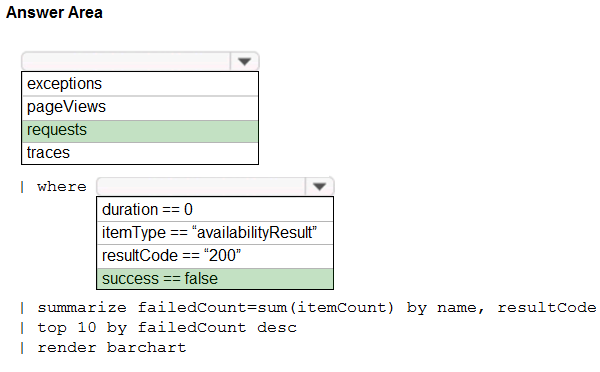 Answer Area
exceptions
pageViews
requests
traces
| where
duration == 0
itemType == “availabilityResult”
resultCode == “200”
success == false
| summarize failedCount=sum(itemCount) by name, resultCode
| top 10 by failedCount desc
| render barchart